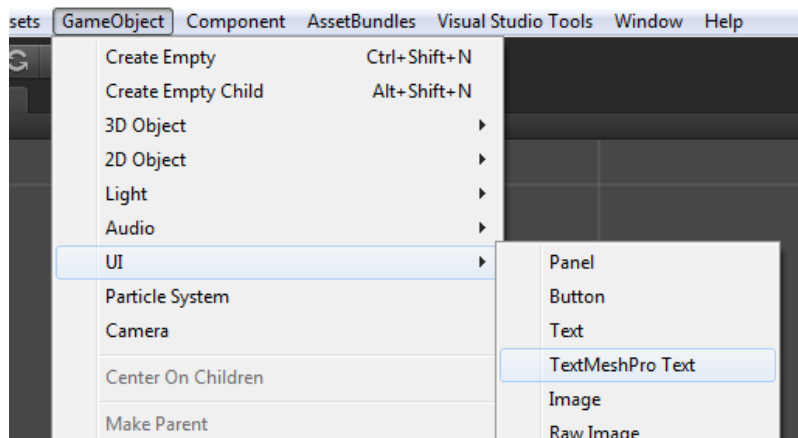 sets GameObject Component AssetBundles Visual Studio Tools Window Help
Create Empty Ctrl+Shift+N
Create Empty Child Alt+Shift+N
3D Object
2D Object
Light
Audio
UI
Panel
Particle System
Button
Camera
Text
TextMeshPro Text
Center On Children
Image
Make Parent
Raw Image